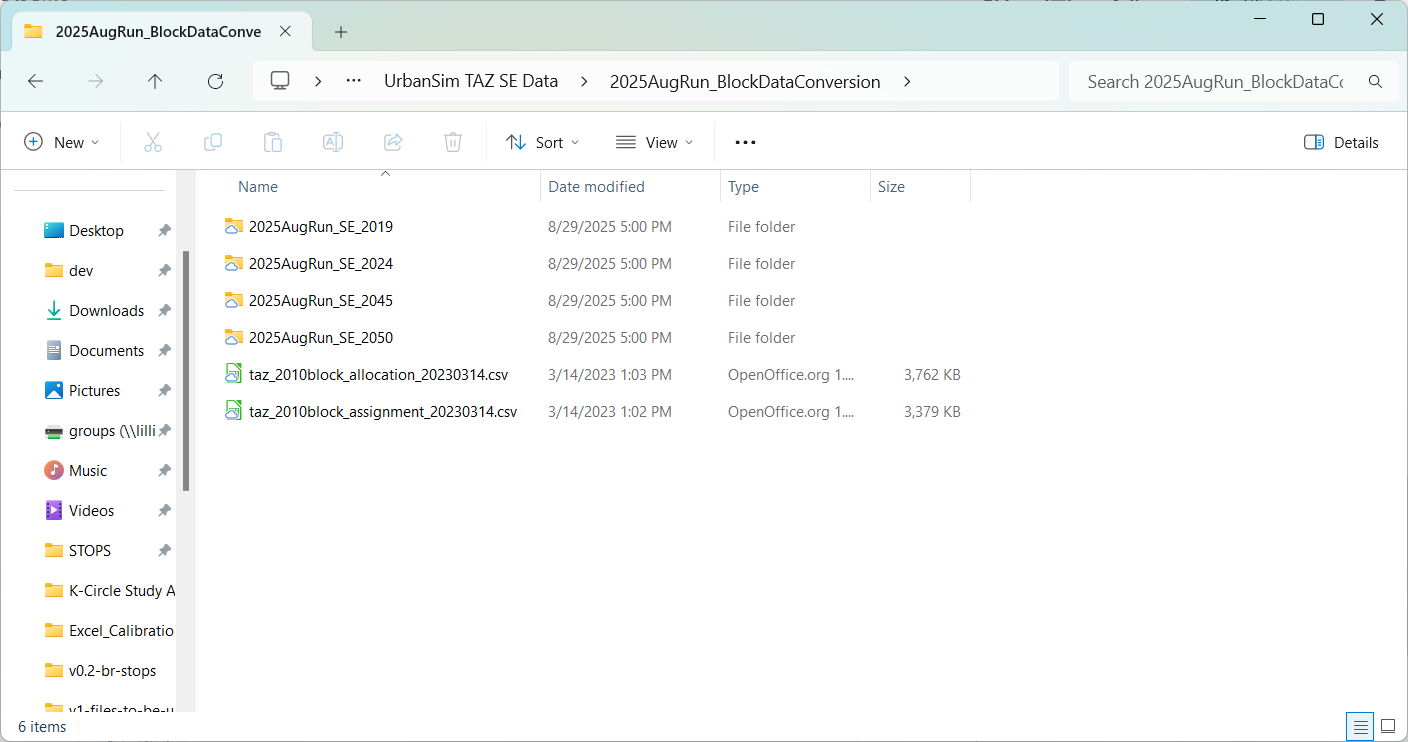 2025AugRun_BlockDataConve
UrbanSim TAZ SE Data
2025AugRun_BlockDataConversion
Search 2025AugRun_BlockDataCo
New
Sort
View
Details
Name
Date modified
Type
Size
Desktop
dev
Downloads
Documents
Pictures
groups (\\lilli
Music
Videos
STOPS
K-Circle Study A
Excel_Calibratio
v0.2-br-stops
v1-files-to-be-u
2025AugRun_SE_2019 8/29/2025 5:00 PM File folder
2025AugRun_SE_2024 8/29/2025 5:00 PM File folder
2025AugRun_SE_2045 8/29/2025 5:00 PM File folder
2025AugRun_SE_2050 8/29/2025 5:00 PM File folder
taz_2010block_allocation_20230314.csv 3/14/2023 1:03 PM OpenOffice.org 1.... 3,762 KB
taz_2010block_assignment_20230314.csv 3/14/2023 1:02 PM OpenOffice.org 1.... 3,379 KB
6 items